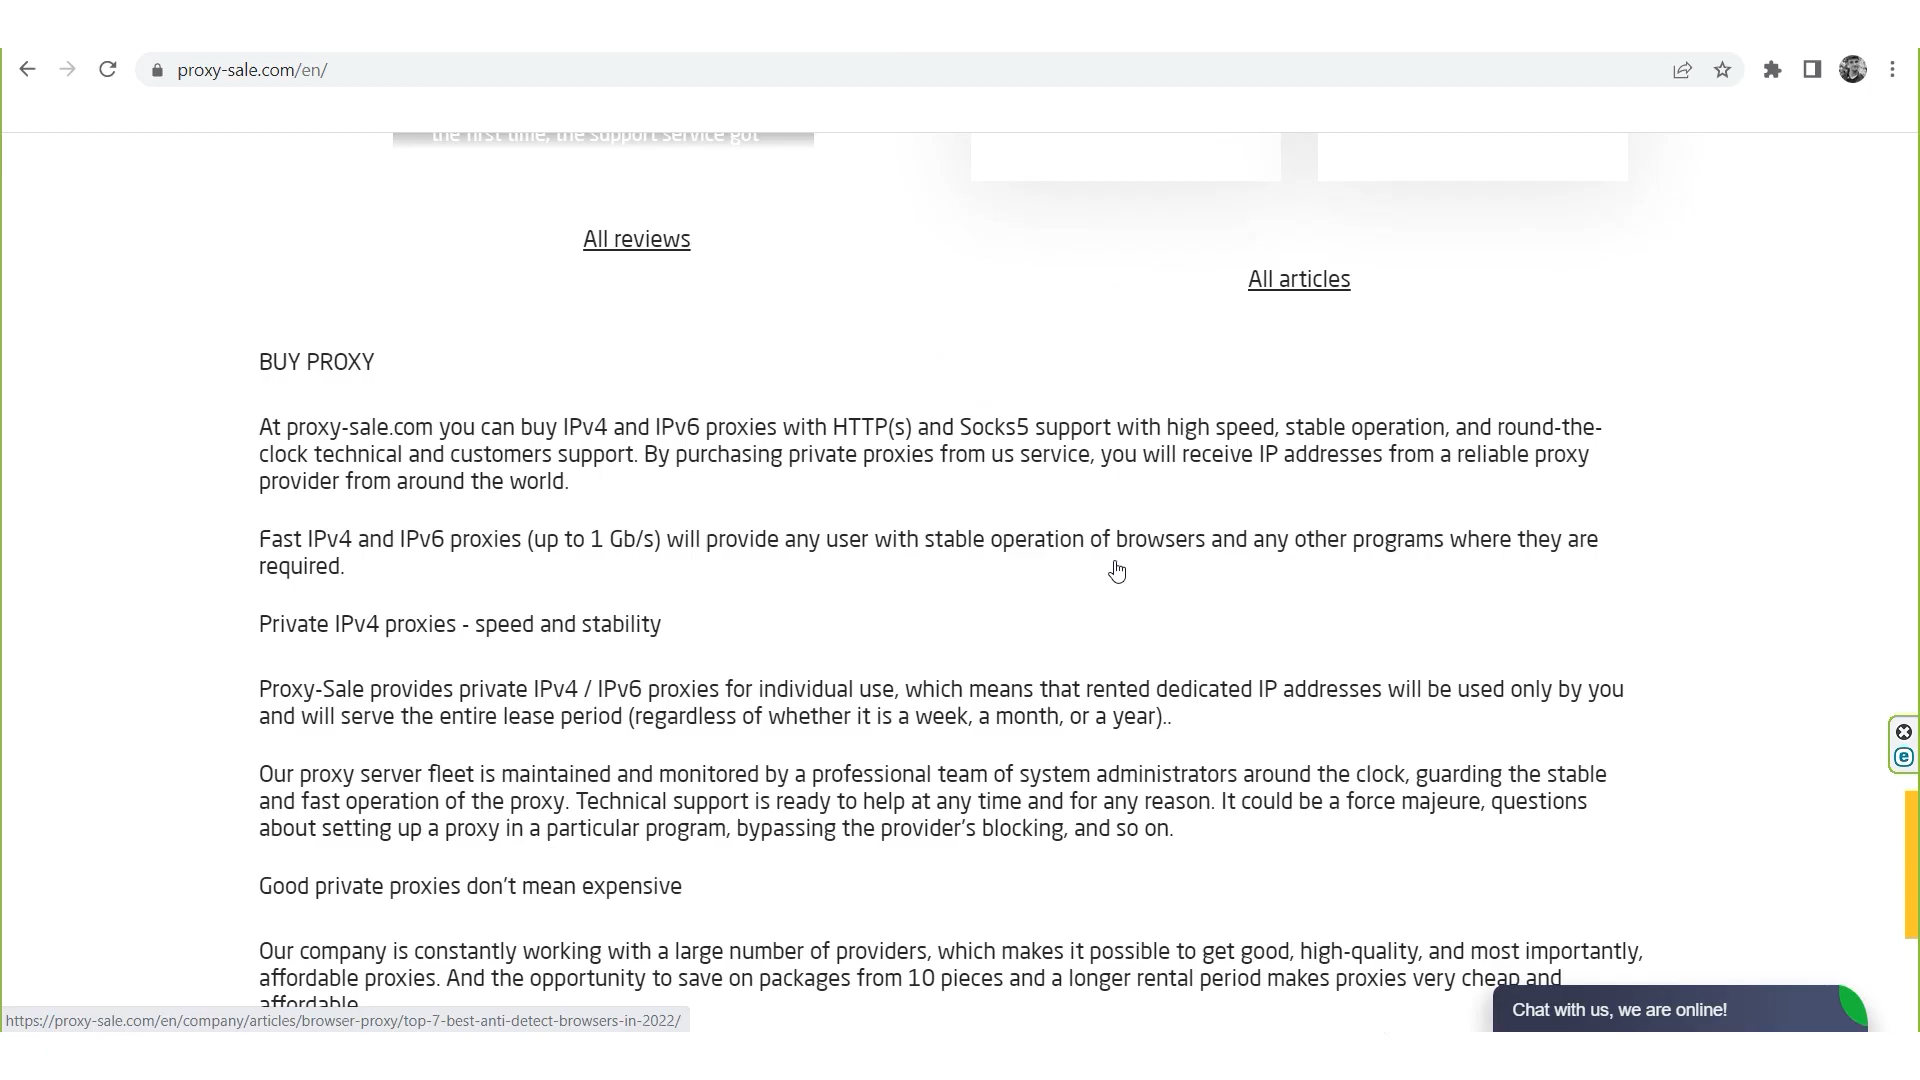 proxy-sale.com/en/
the first time, the support service got
All reviews
All articles
BUY PROXY
At proxy-sale.com you can buy IPv4 and IPv6 proxies with HTTP(s) and Socks5 support with high speed, stable operation, and round-the-
clock technical and customers support. By purchasing private proxies from us service, you will receive IP addresses from a reliable proxy
provider from around the world.
Fast IPv4 and IPv6 proxies (up to 1 Gb/s) will provide any user with stable operation of browsers and any other programs where they are
required.
Private IPv4 proxies - speed and stability
Proxy-Sale provides private IPv4 / IPv6 proxies for individual use, which means that rented dedicated IP addresses will be used only by you
and will serve the entire lease period (regardless of whether it is a week, a month, or a year)..
Our proxy server fleet is maintained and monitored by a professional team of system administrators around the clock, guarding the stable
and fast operation of the proxy. Technical support is ready to help at any time and for any reason. It could be a force majeure, questions
about setting up a proxy in a particular program, bypassing the provider's blocking, and so on.
Good private proxies don't mean expensive
Our company is constantly working with a large number of providers, which makes it possible to get good, high-quality, and most importantly,
affordable proxies. And the opportunity to save on packages from 10 pieces and a longer rental period makes proxies very cheap and
affordable
https://proxy-sale.com/en/company/articles/browser-proxy/top-7-best-anti-detect-browsers-in-2022/
Chat with us, we are online!